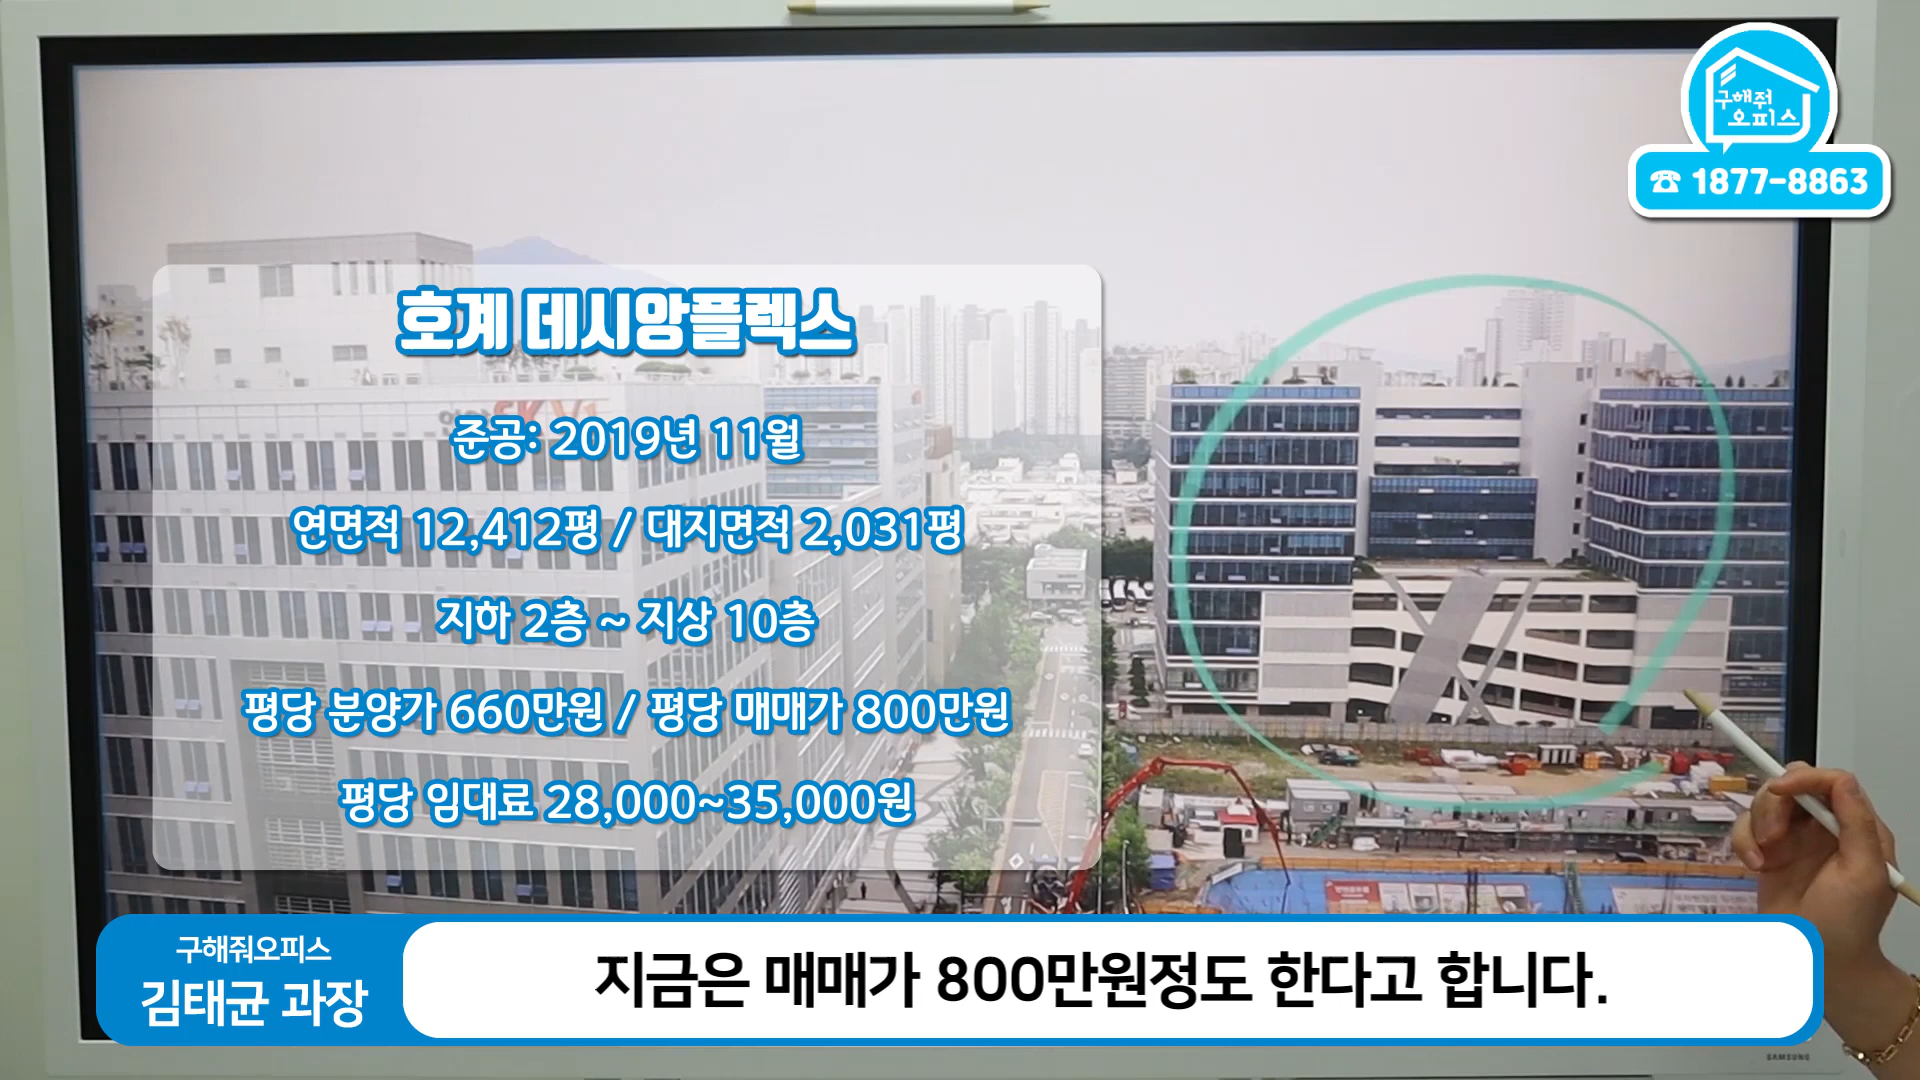 구해줘
오피스
☎ 1877-8863
호계 데시앙플렉스
준공: 2019년 11월
연면적 12,412평 / 대지면적 2,031평
지하 2층 ~ 지상 10층
평당 분양가 660만원 / 평당 매매가 800만원
평당 임대료 28,000~35,000원
구해줘오피스
김태균 과장
지금은 매매가 800만원정도 한다고 합니다.
SAMSUNG